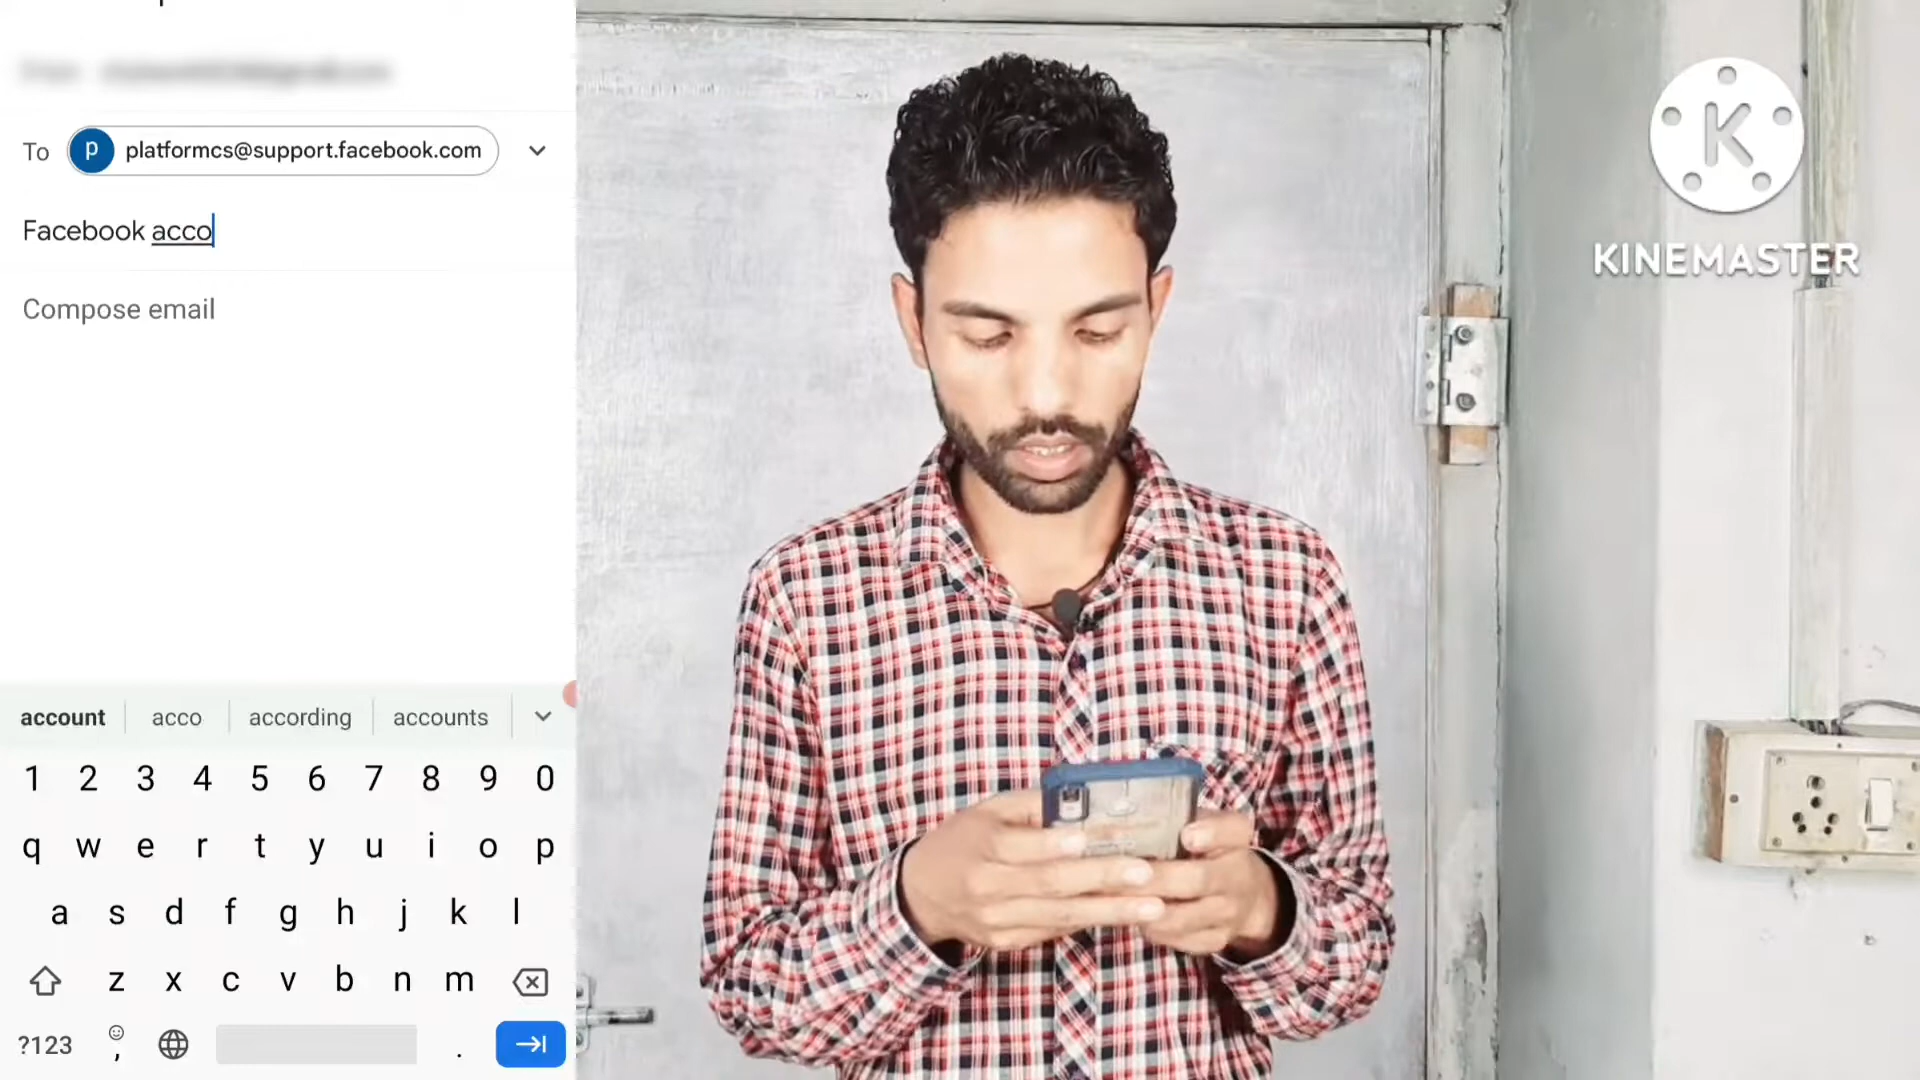 To p platformcs@support.facebook.com
Facebook acco
Compose email
account acco according accounts
1 2 3 4 5 6 7 8 9 0
q w e r t y u i o p
a s d f g h j k l
z x c v b n m
?123 , .
K
KINEMASTER